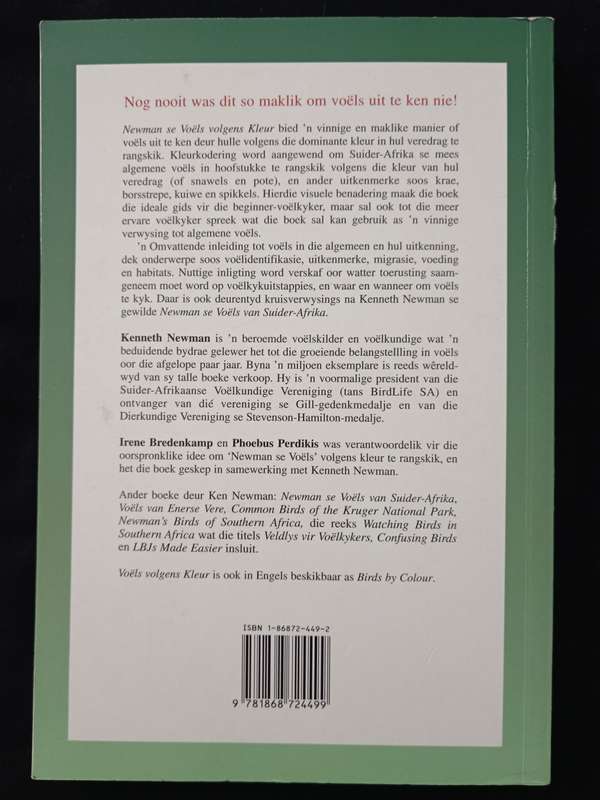 Nog nooit was dit so maklik om voëls uit te ken nie!
Newman se Voëls volgens Kleur bied 'n vinnige en maklike manier of
voëls uit te ken deur hulle volgens die dominante kleur in hul veredrag te
rangskik. Kleurkodering word aangewend om Suider-Afrika se mees
algemene voëls in hoofstukke te rangskik volgens die kleur van hul
veredrag (of snawels en pote), en ander uitkenmerke soos krae,
borsstrepe, kuiwe en spikkels. Hierdie visuele benadering maak die boek
die ideale gids vir die beginner-voëlkyker, maar sal ook tot die meer
ervare voëlkyker spreek wat die boek sal kan gebruik as 'n vinnige
verwysing tot algemene voëls.
'n Omvattende inleiding tot voëls in die algemeen en hul uitkenning,
dek onderwerpe soos voëlidentifikasie, uitkenmerke, migrasie, voeding
en habitats. Nuttige inligting word verskaf oor watter toerusting saam-
geneem moet word op voëlkykuitstappies, en waar en wanneer om voëls
te kyk. Daar is ook deurentyd kruisverwysings na Kenneth Newman se
gewilde Newman se Voëls van Suider-Afrika.
Kenneth Newman is 'n beroemde voëlskilder en voëlkundige wat 'n
beduidende bydrae gelewer het tot die groeiende belangstellling in voëls
oor die afgelope paar jaar. Byna 'n miljoen eksemplare is reeds wêreld-
wyd van sy talle boeke verkoop. Hy is 'n voormalige president van die
Suider-Afrikaanse Voëlkundige Vereniging (tans BirdLife SA) en
ontvanger van dié vereniging se Gill-gedenkmedalje en van die
Dierkundige Vereniging se Stevenson-Hamilton-medalje.
Irene Bredenkamp en Phoebus Perdikis was verantwoordelik vir die
oorspronklike idee om 'Newman se Voëls' volgens kleur te rangskik, en
het die boek geskep in samewerking met Kenneth Newman.
Ander boeke deur Ken Newman: Newman se Voëls van Suider-Afrika,
Voëls van Enerse Vere, Common Birds of the Kruger National Park,
Newman's Birds of Southern Africa, die reeks Watching Birds in
Southern Africa wat die titels Veldlys vir Voëlkykers, Confusing Birds
en LBJs Made Easier insluit.
Voëls volgens Kleur is ook in Engels beskikbaar as Birds by Colour.
ISBN 1-86872-449-2
9 781868 724499